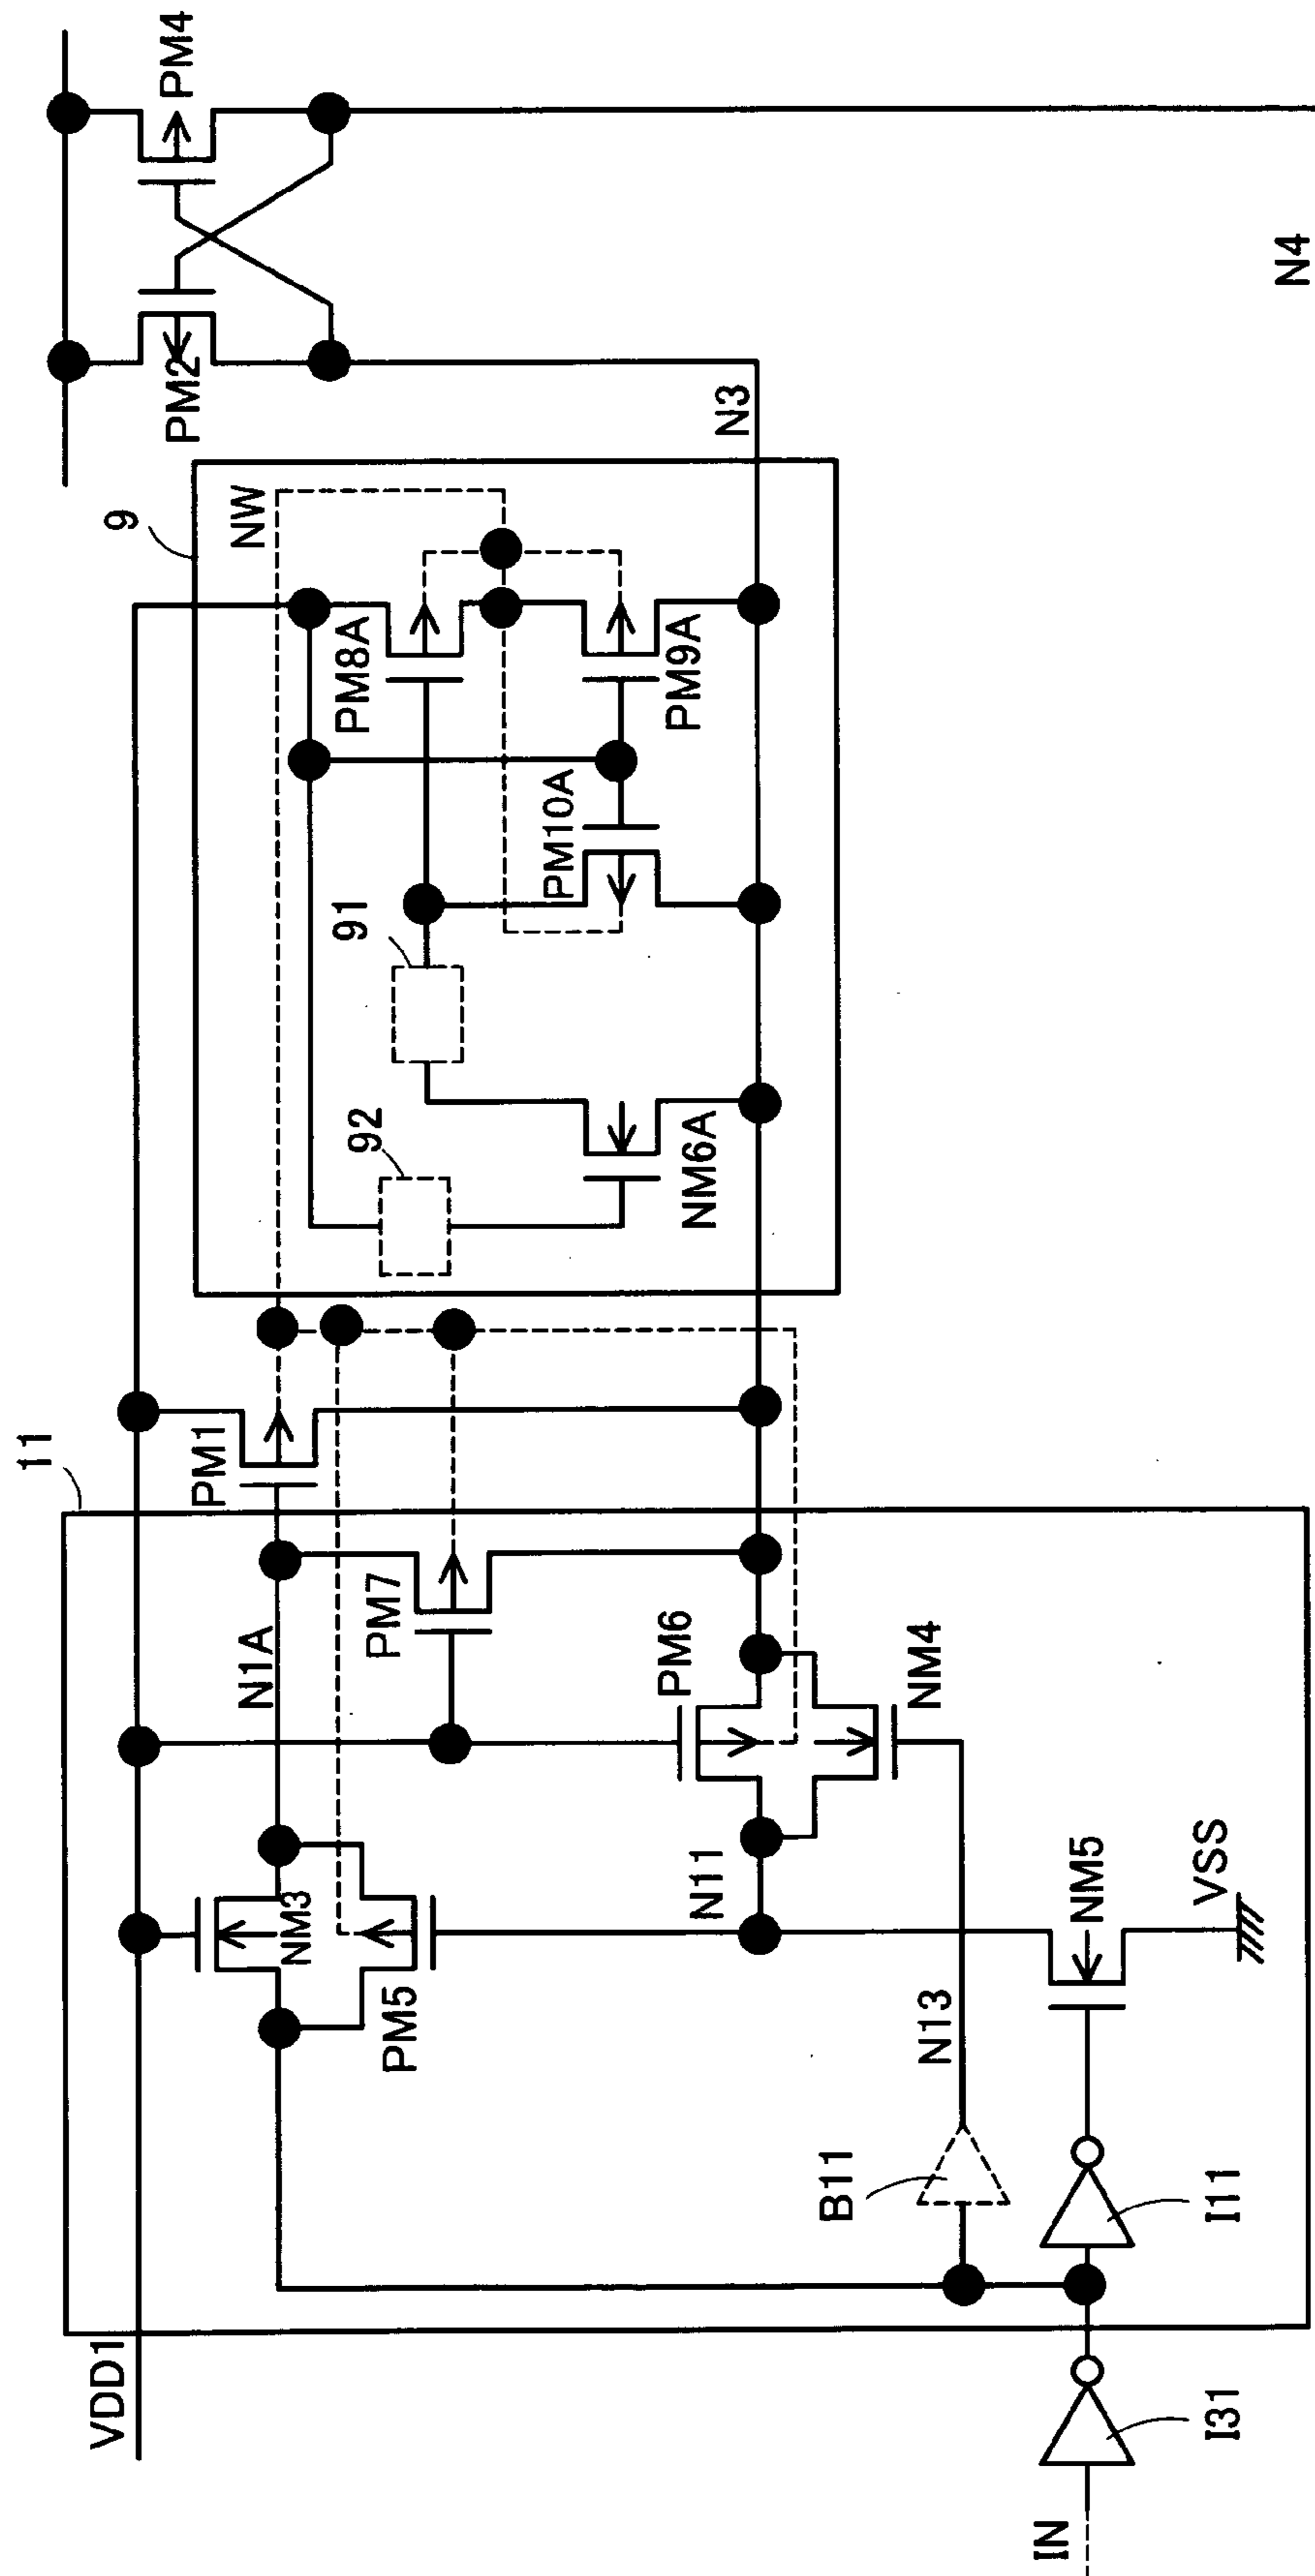 VDD1
11
9
PM2
PM4
PM1
NW
N1A
NM3
PM5
PM7
PM8A
92
91
PM10A
PM9A
NM6A
N3
PM6
N11
NM4
N13
B11
NM5
VSS
I11
IN
I31
N4